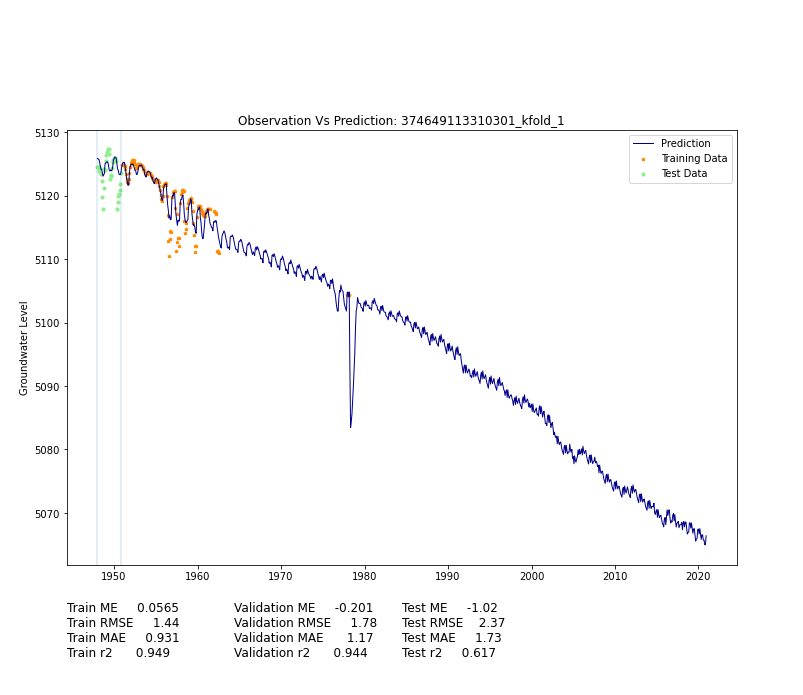 Observation Vs Prediction: 374649113310301_kfold_1
Prediction
Training Data
Test Data
Groundwater Level
5130
5120
5110
5100
5090
5080
5070
1950 1960 1970 1980 1990 2000 2010 2020
Train ME 0.0565 Validation ME -0.201 Test ME -1.02
Train RMSE 1.44 Validation RMSE 1.78 Test RMSE 2.37
Train MAE 0.931 Validation MAE 1.17 Test MAE 1.73
Train r2 0.949 Validation r2 0.944 Test r2 0.617